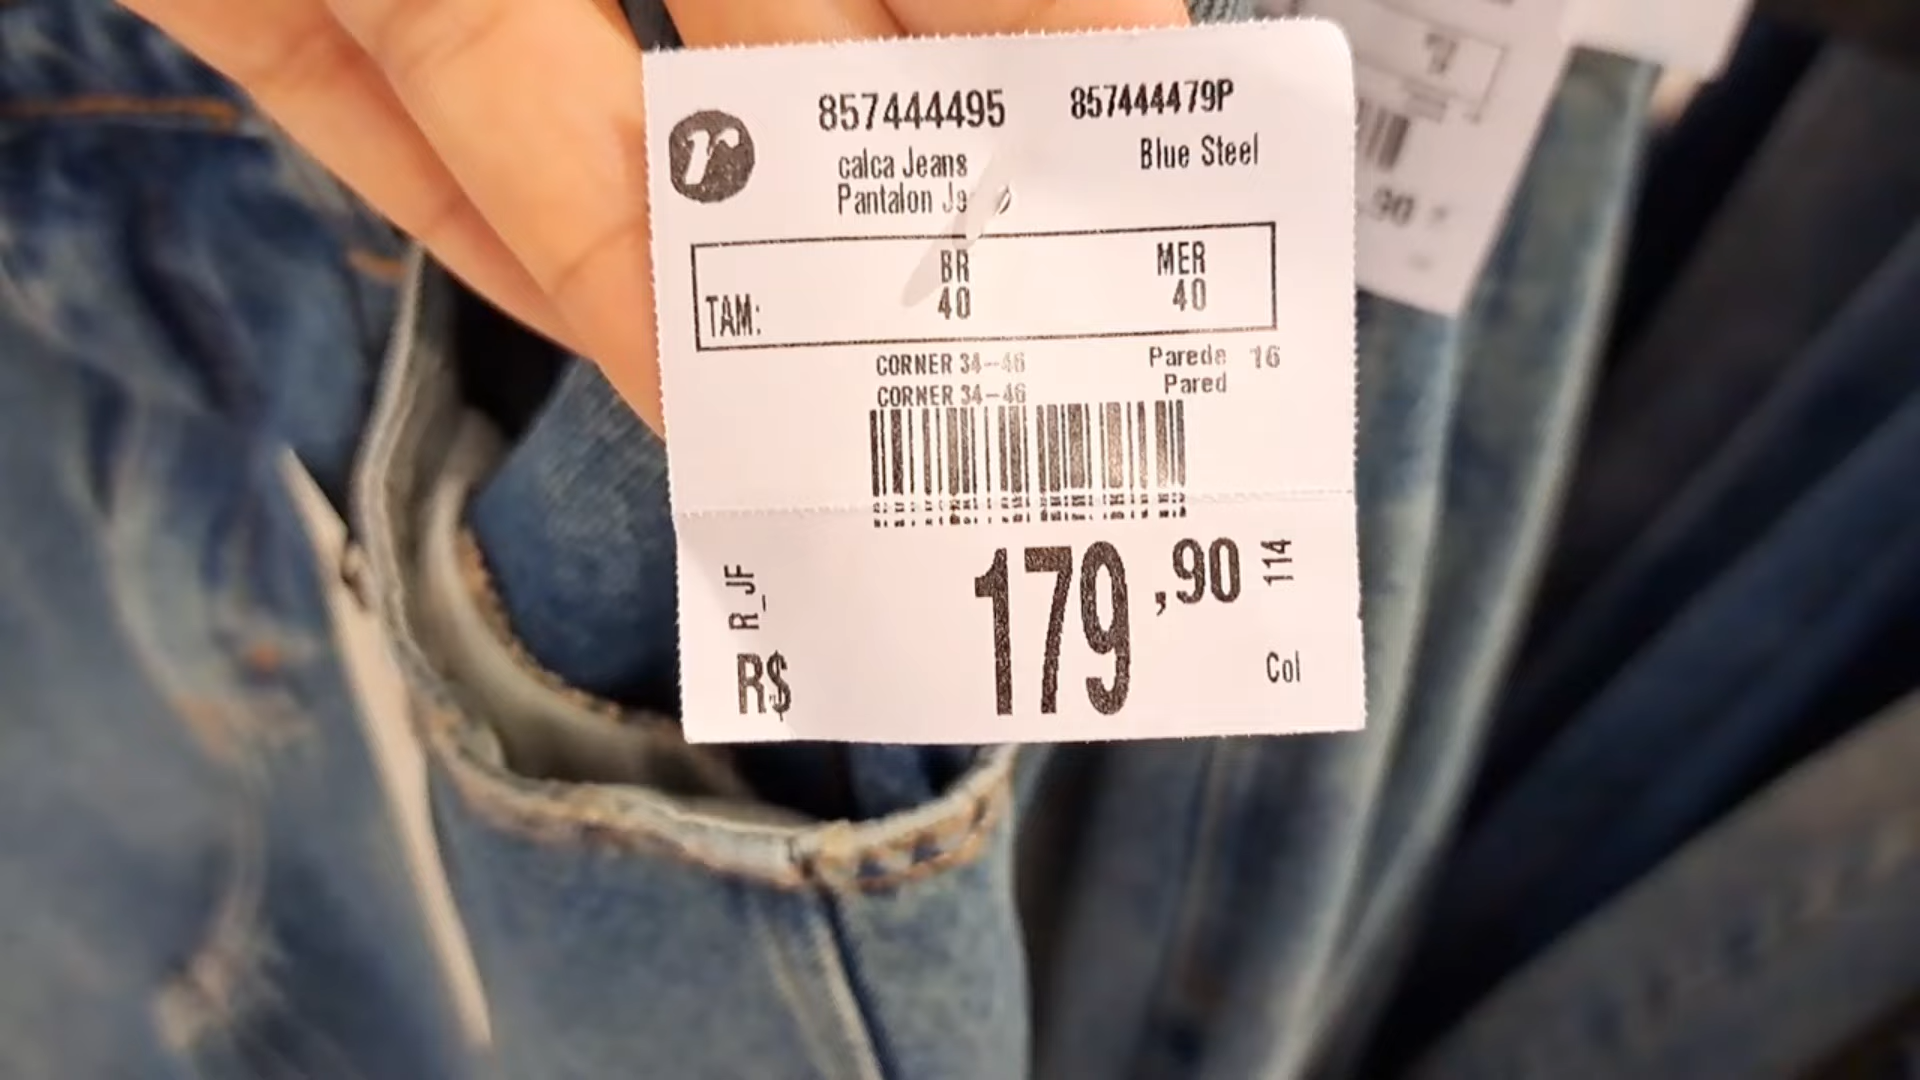 r
857444495 857444479P
calca Jeans Blue Steel
Pantalon
BR MER
TAM: 40 40
CORNER 34-46 Parede 16
CORNER 34-46 Pared
R_JF
R$ 179,90
114
Col
,90